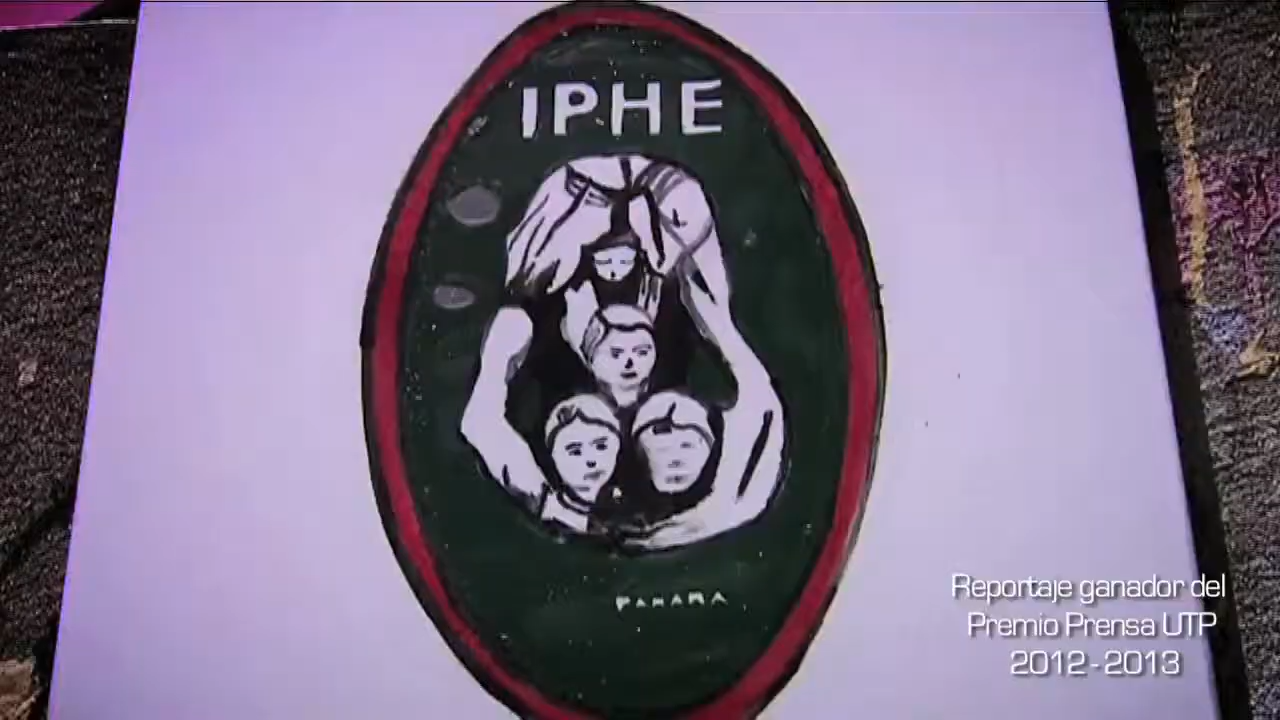 IPHE
PANAMA
Reportaje ganador del
Premio Prensa UTP
2012-2013